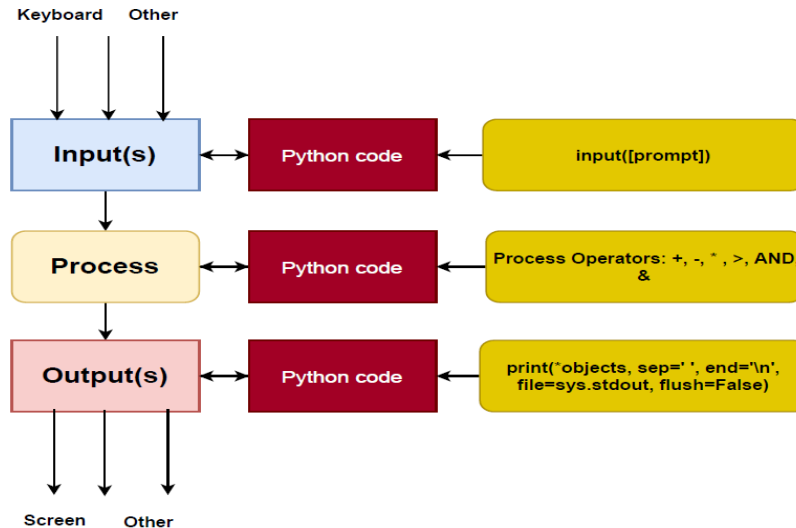 Keyboard Other
Input(s)
Python code
input([prompt])
Process
Python code
Process Operators: +, -, * , >, AND
&
Output(s)
Python code
print(*objects, sep=' ', end='\n',
file=sys.stdout, flush=False)
Screen Other